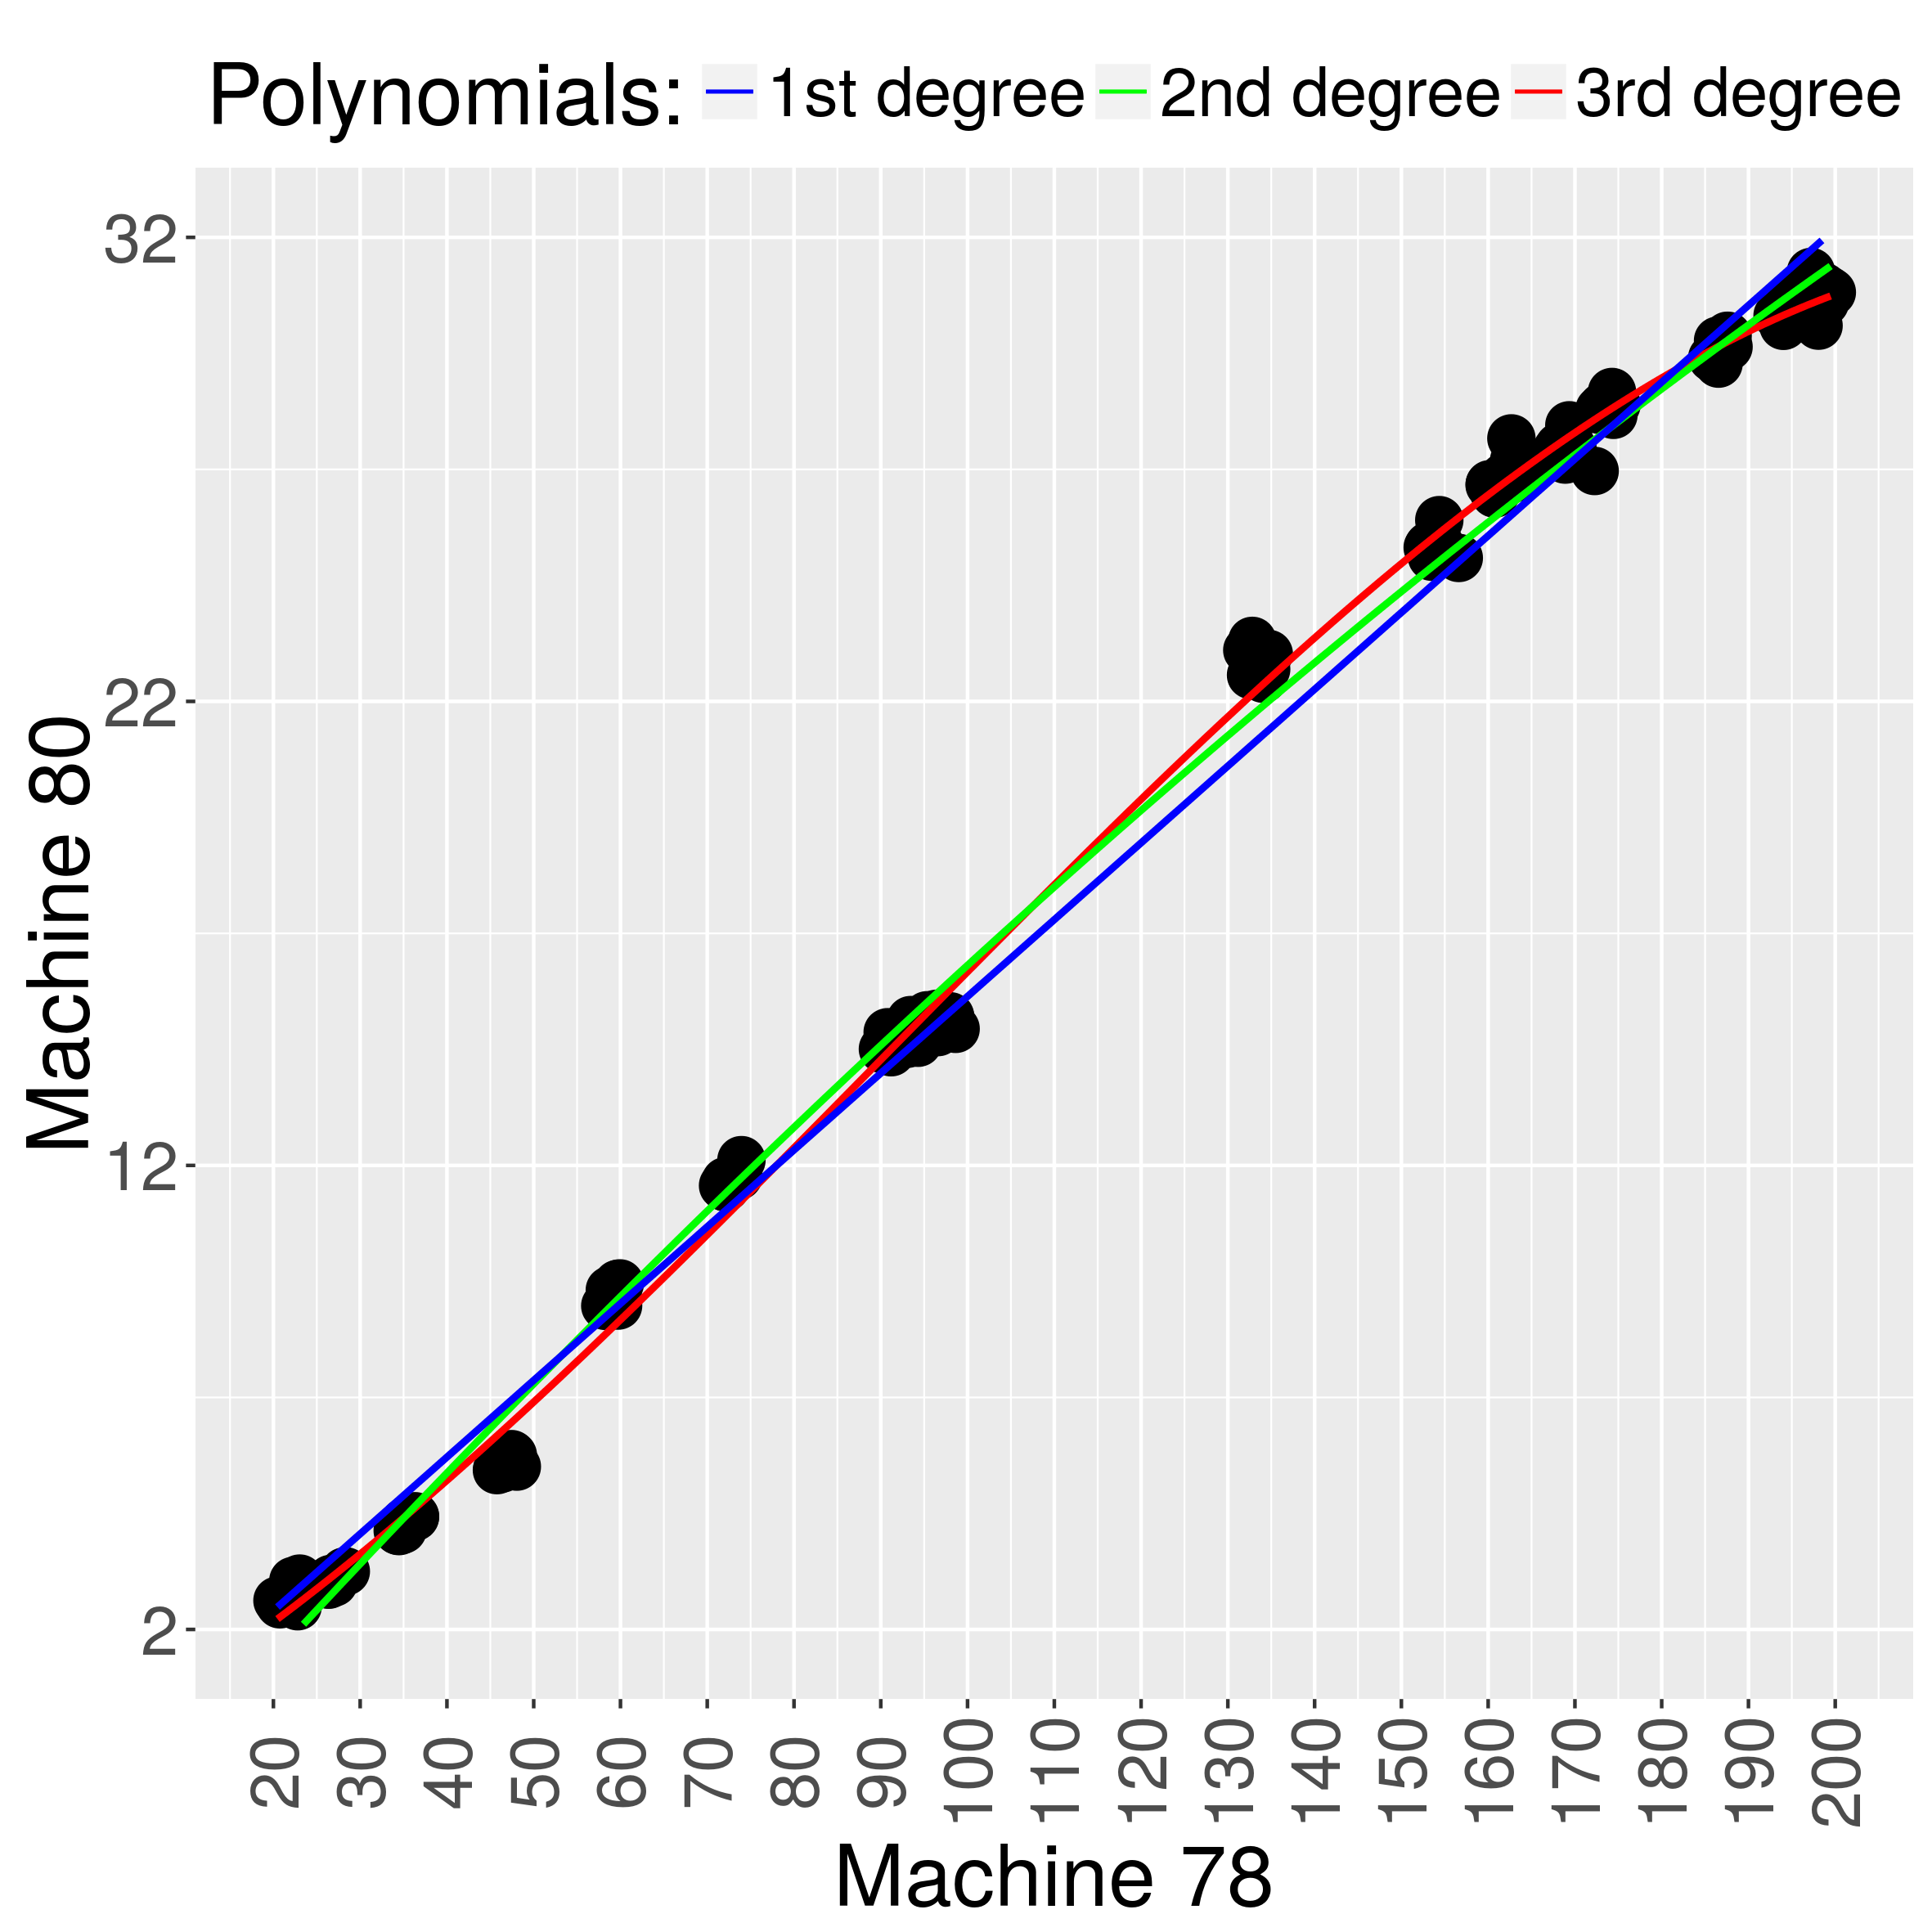 Polynomials: 1st degree 2nd degree 3rd degree
32
22
12
2
Machine 80
20 30 40 50 60 70 80 90 100 110 120 130 140 150 160 170 180 190 200
Machine 78